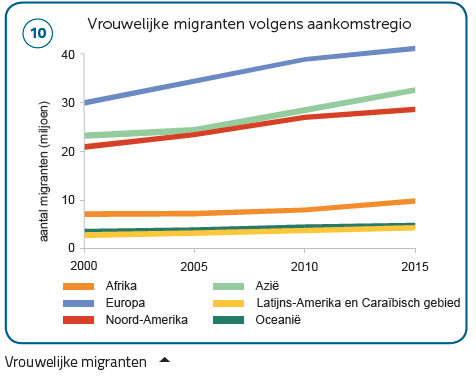 10
Vrouwelijke migranten volgens aankomstregio
aantal migranten (miljoen)
40
30
20
10
0
2000 2005 2010 2015
Afrika Azië
Europa Latijns-Amerika en Caraïbisch gebied
Noord-Amerika Oceanië
Vrouwelijke migranten